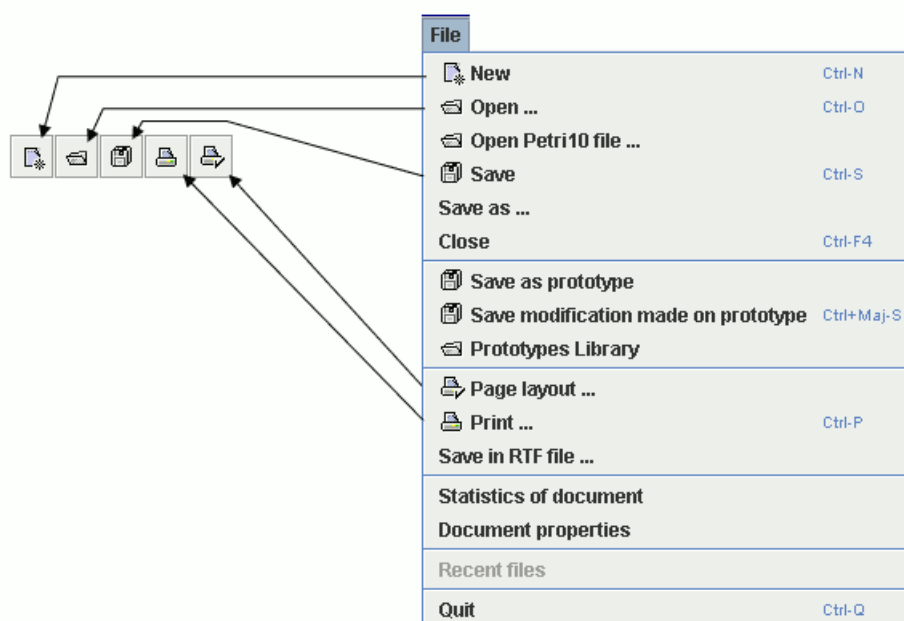 File
New Ctrl-N
Open ... Ctrl-O
Open Petri10 file ...
Save Ctrl-S
Save as ...
Close Ctrl-F4
Save as prototype
Save modification made on prototype Ctrl+Maj-S
Prototypes Library
Page layout ...
Print ... Ctrl-P
Save in RTF file ...
Statistics of document
Document properties
Recent files
Quit Ctrl-Q